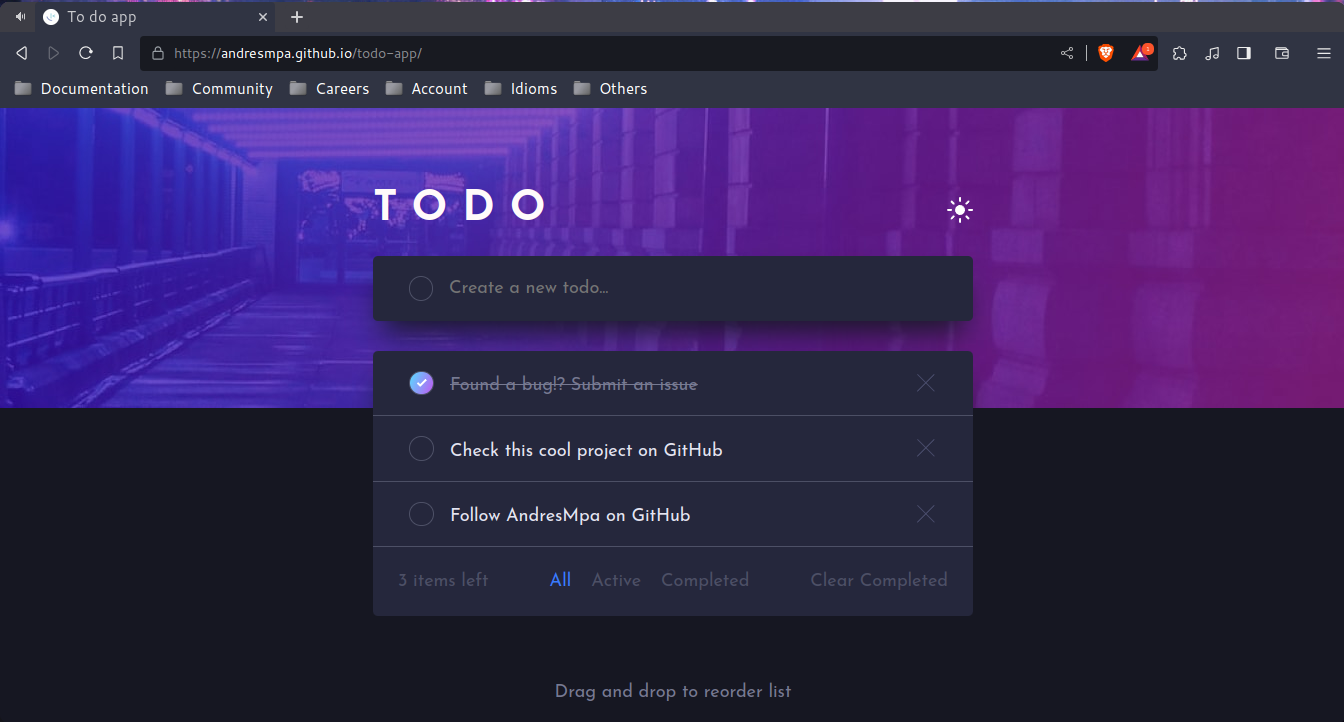 To do app
https://andresmpa.github.io/todo-app/
1
Documentation Community Careers Account Idioms Others
TODO
Create a new todo...
Found a bug!? Submit an issue
Check this cool project on GitHub
Follow AndresMpa on GitHub
3 items left All Active Completed Clear Completed
Drag and drop to reorder list